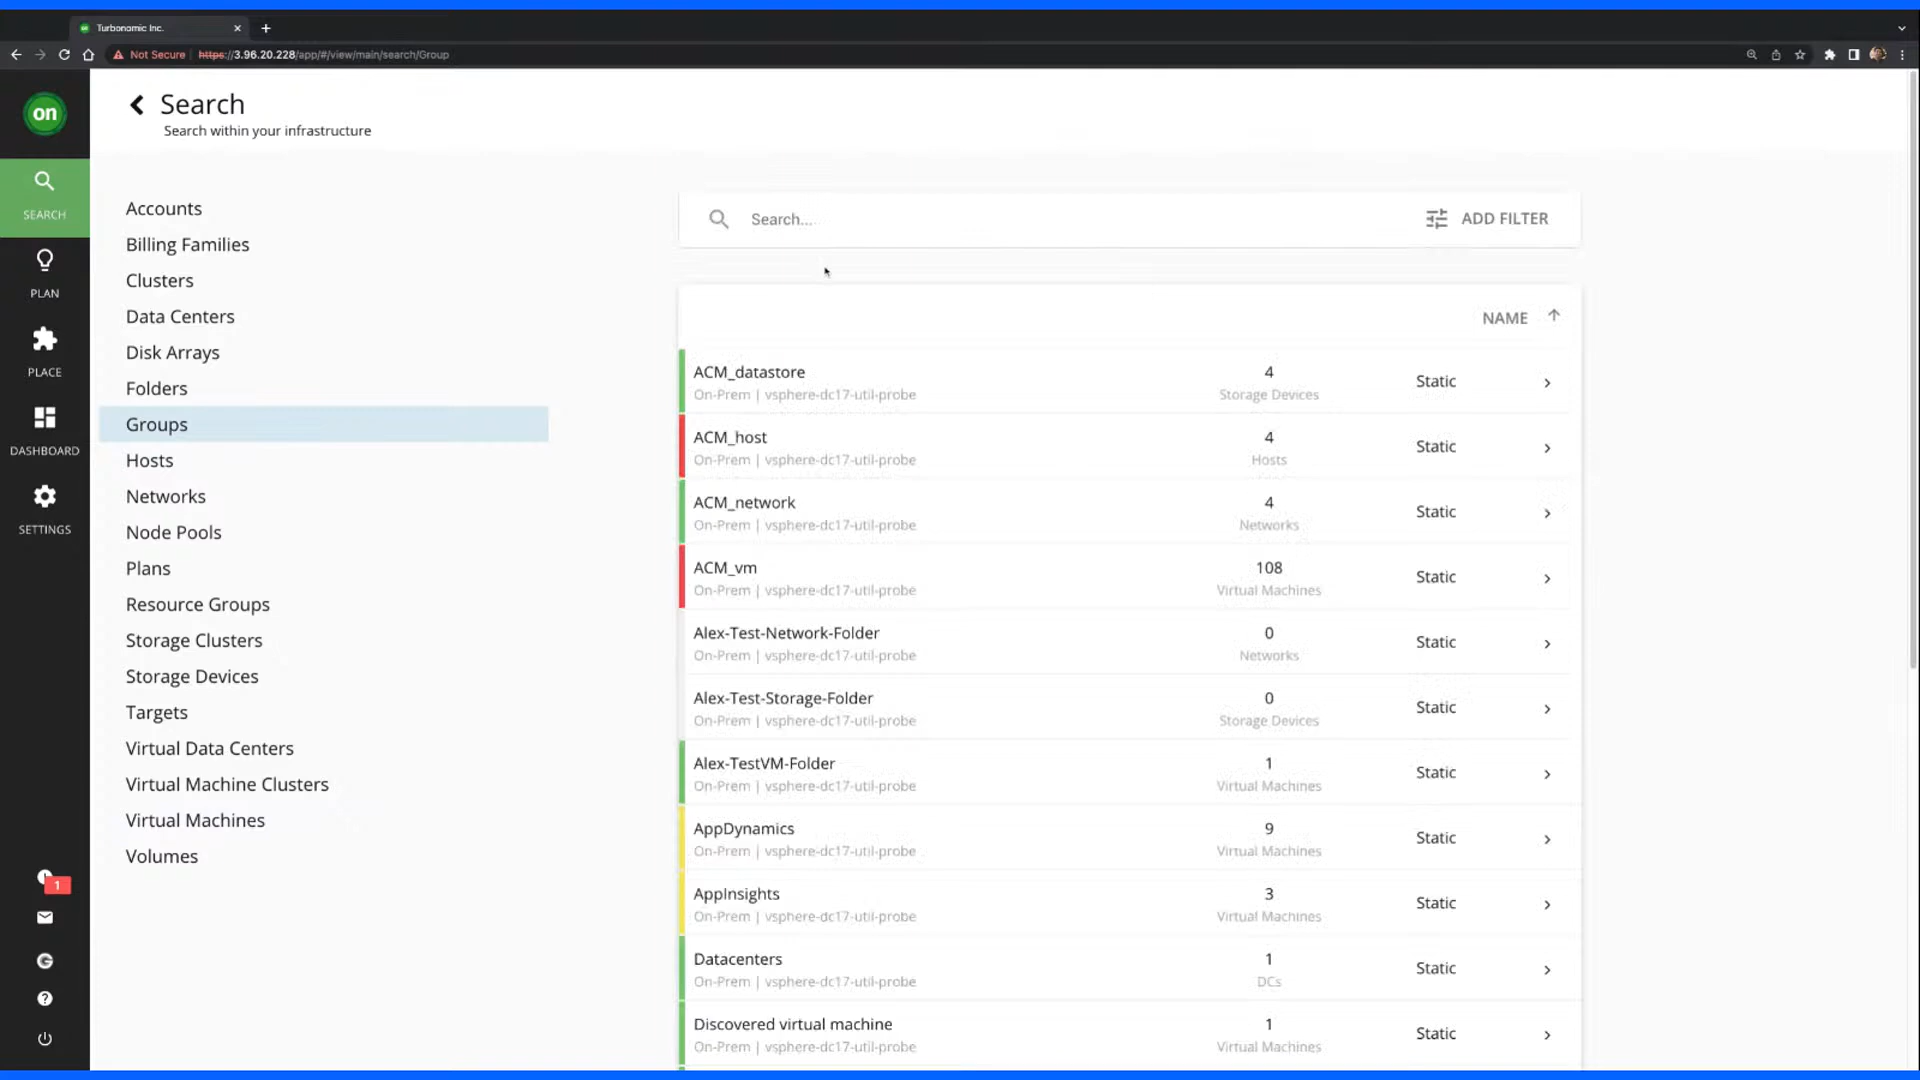 Turbonomic Inc.
Not Secure
https://3.96.20.228/app/#/view/main/search/Group
on
SEARCH
PLAN
PLACE
DASHBOARD
SETTINGS
1
Search
Search within your infrastructure
Accounts
Billing Families
Clusters
Data Centers
Disk Arrays
Folders
Groups
Hosts
Networks
Node Pools
Plans
Resource Groups
Storage Clusters
Storage Devices
Targets
Virtual Data Centers
Virtual Machine Clusters
Virtual Machines
Volumes
Search...
ADD FILTER
NAME
ACM_datastore
On-Prem | vsphere-dc17-util-probe
4
Storage Devices
Static
ACM_host
On-Prem | vsphere-dc17-util-probe
4
Hosts
Static
ACM_network
On-Prem | vsphere-dc17-util-probe
4
Networks
Static
ACM_vm
On-Prem | vsphere-dc17-util-probe
108
Virtual Machines
Static
Alex-Test-Network-Folder
On-Prem | vsphere-dc17-util-probe
0
Networks
Static
Alex-Test-Storage-Folder
On-Prem | vsphere-dc17-util-probe
0
Storage Devices
Static
Alex-TestVM-Folder
On-Prem | vsphere-dc17-util-probe
1
Virtual Machines
Static
AppDynamics
On-Prem | vsphere-dc17-util-probe
9
Virtual Machines
Static
AppInsights
On-Prem | vsphere-dc17-util-probe
3
Virtual Machines
Static
Datacenters
On-Prem | vsphere-dc17-util-probe
1
DCs
Static
Discovered virtual machine
On-Prem | vsphere-dc17-util-probe
1
Virtual Machines
Static